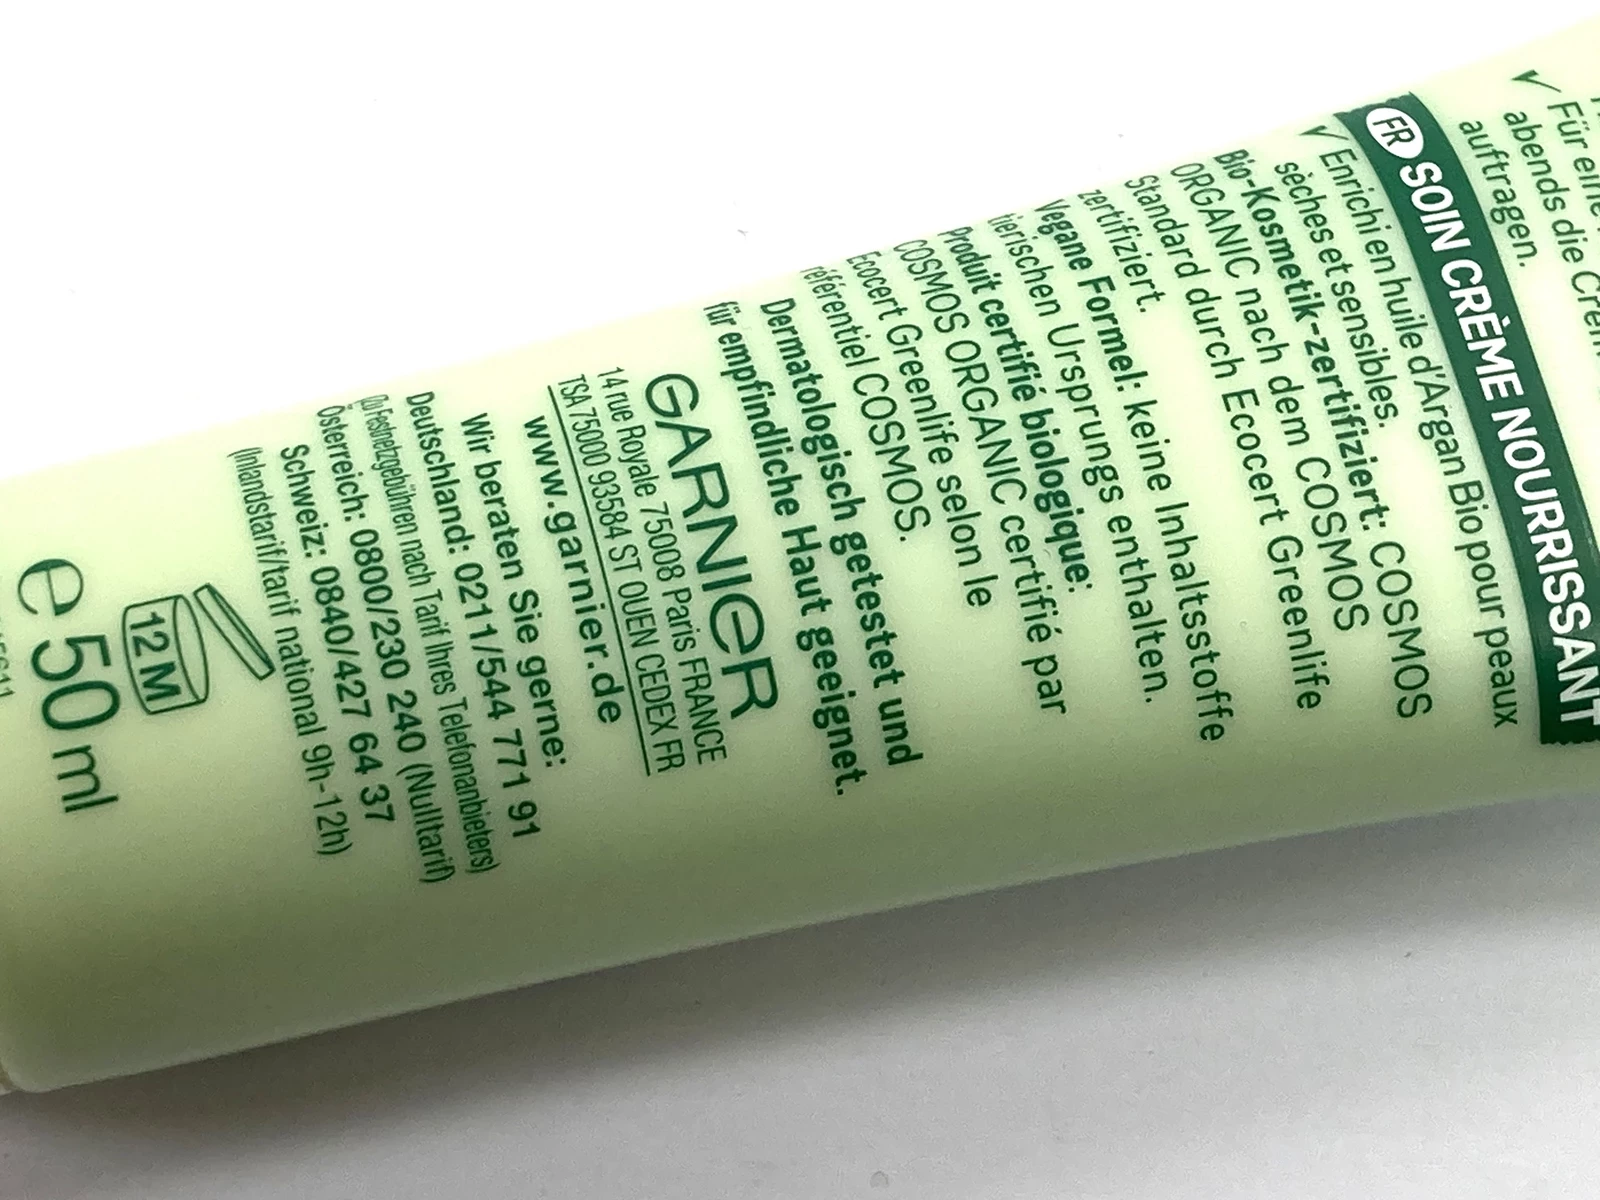 ✓ Für eine
abends die Crem
auftragen.
FR SOIN CRÈME NOURRISSANT
✓ Enrichi en huile d'Argan Bio pour peaux
sèches et sensibles.
Bio-Kosmetik-zertifiziert: COSMOS
ORGANIC nach dem COSMOS
Standard durch Ecocert Greenlife
zertifiziert.
Vegane Formel: keine Inhaltsstoffe
tierischen Ursprungs enthalten.
Produit certifié biologique:
COSMOS ORGANIC certifié par
Ecocert Greenlife selon le
référentiel COSMOS.
Dermatologisch getestet und
für empfindliche Haut geeignet.
GARNIER
14 rue Royale 75008 Paris FRANCE
TSA 75000 93584 ST OUEN CEDEX FR
www.garnier.de
Wir beraten Sie gerne:
Deutschland: 0211/544 771 91
(Zu Festnetzgebühren nach Tarif Ihres Telefonanbieters)
Österreich: 0800/230 240 (Nulltarif)
Schweiz: 0840/427 64 37
(Inlandstarif/tarif national 9h-12h)
12 M
e 50 ml